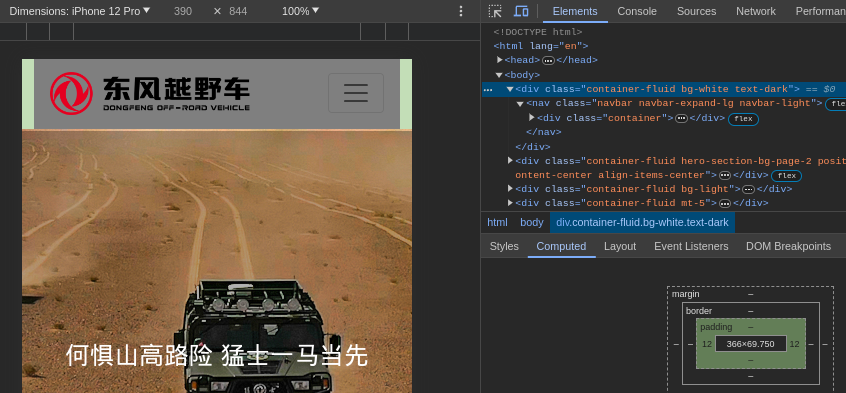 Dimensions: iPhone 12 Pro ▼ 390 × 844 100% ▼
Elements Console Sources Network Performan
<!DOCTYPE html>
<html lang="en">
▶<head>⋯</head>
▼<body>
⋯ ▼<div class="container-fluid bg-white text-dark"> == $0
▼<nav class="navbar navbar-expand-lg navbar-light"> fle
▶<div class="container">⋯</div> flex
</nav>
</div>
▶<div class="container-fluid hero-section-bg-page-2 posit
ontent-center align-items-center">⋯</div> flex
▶<div class="container-fluid bg-light">⋯</div>
▶<div class="container-fluid mt-5">⋯</div>
html body div.container-fluid.bg-white.text-dark
Styles Computed Layout Event Listeners DOM Breakpoints
margin –
border –
padding –
– – 12 366×69.750 12 – –
–
–
东风越野车
DONGFENG OFF-ROAD VEHICLE
何惧山高路险 猛士一马当先